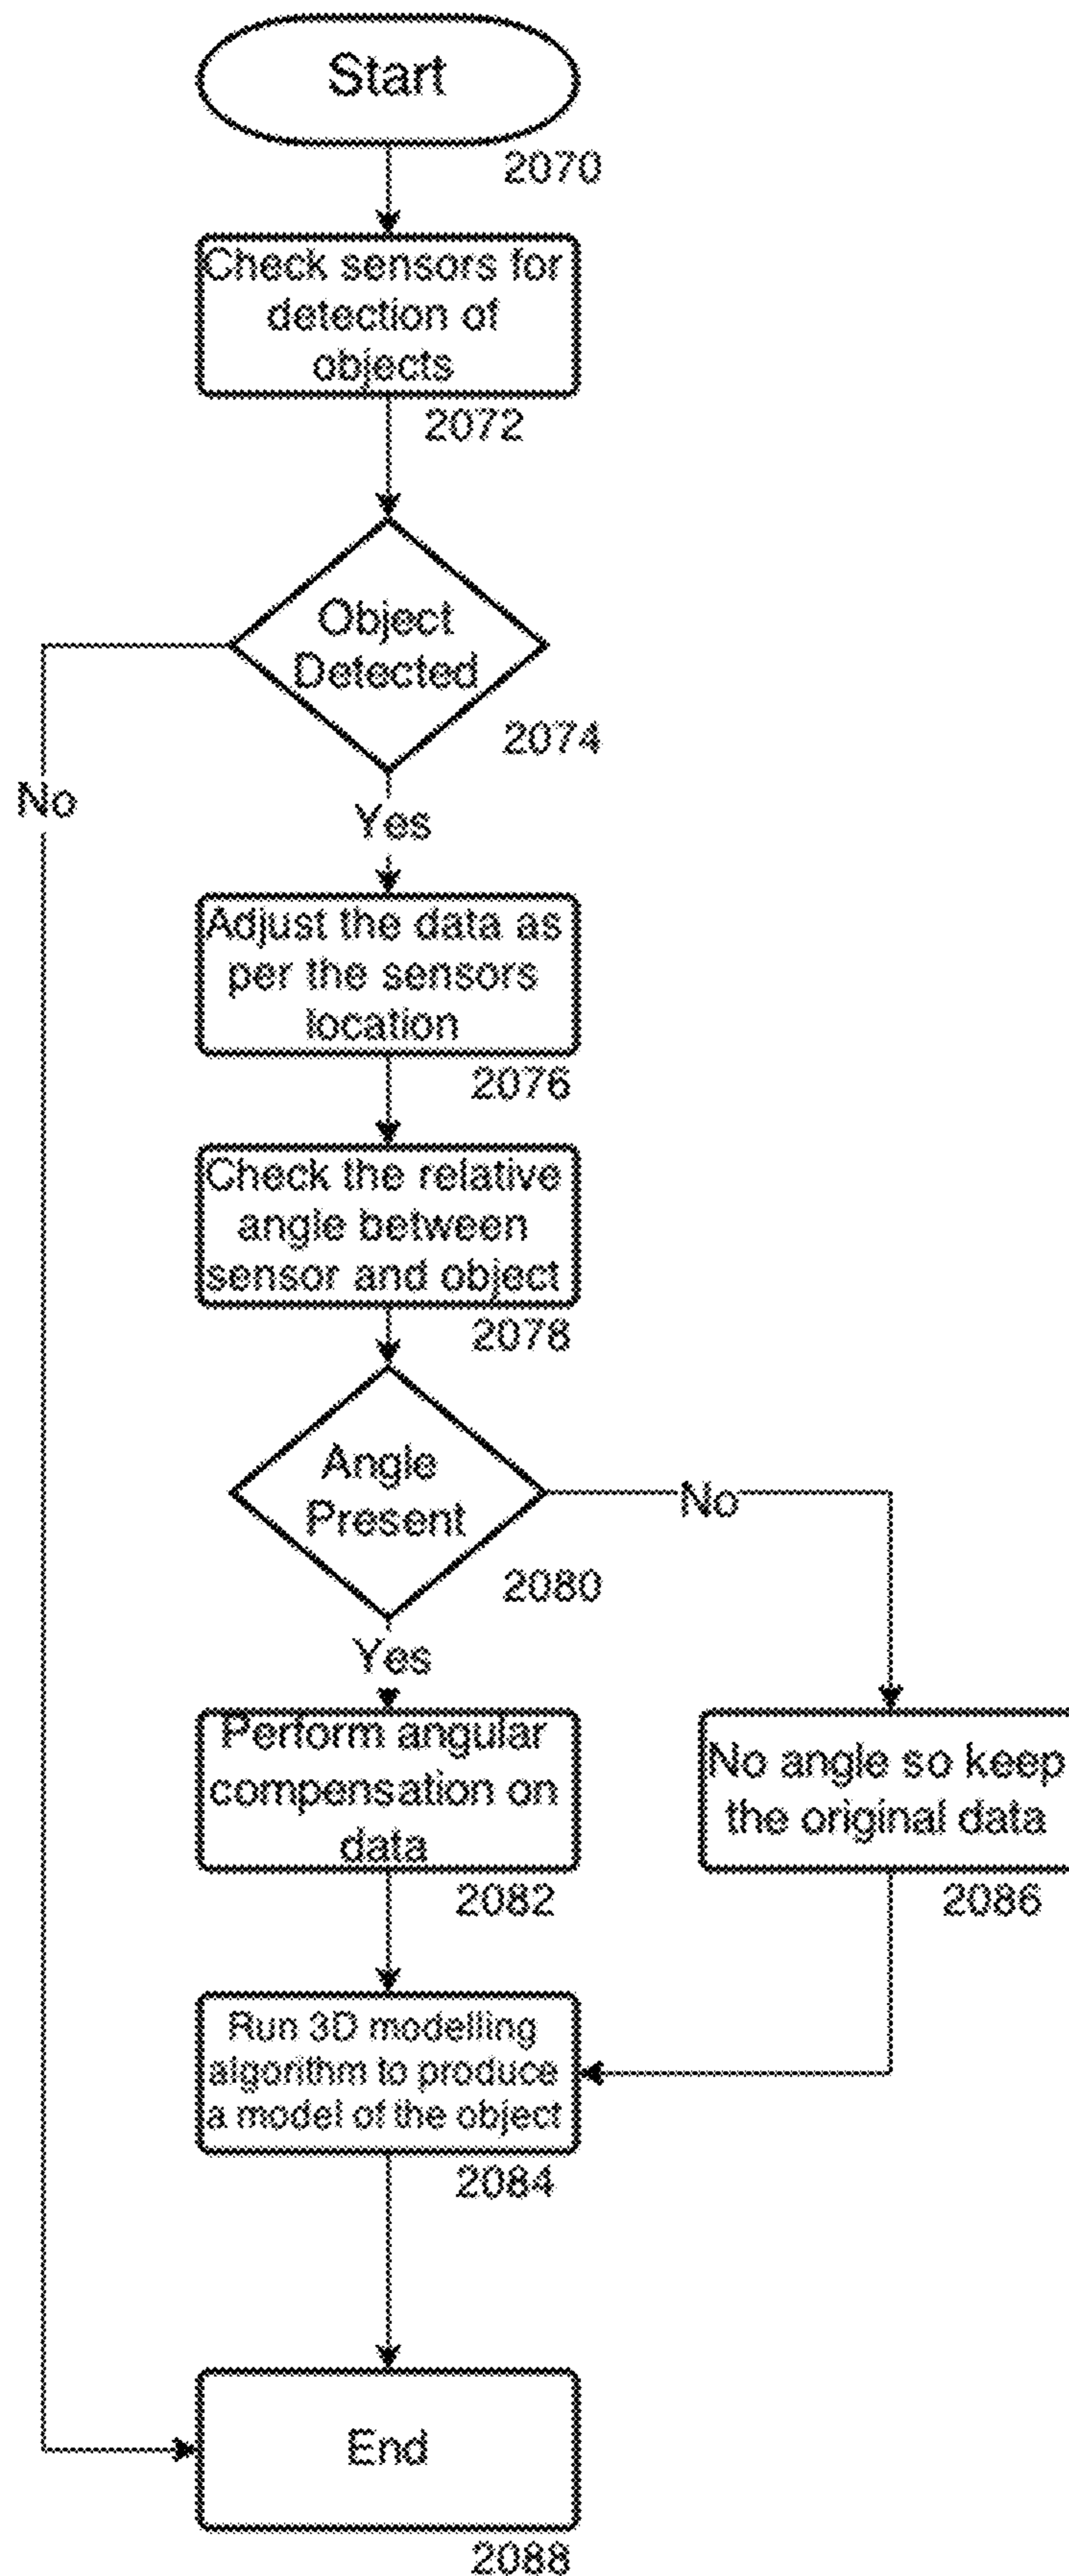 Start
2070
Check sensors for
detection of
objects
2072
Object
Detected
2074
No
Yes
Adjust the data as
per the sensors
location
2076
Check the relative
angle between
sensor and object
2078
Angle
Present
No
2080
Yes
Perform angular
compensation on
data
2082
No angle so keep
the original data
2086
Run 3D modelling
algorithm to produce
a model of the object
2084
End
2088